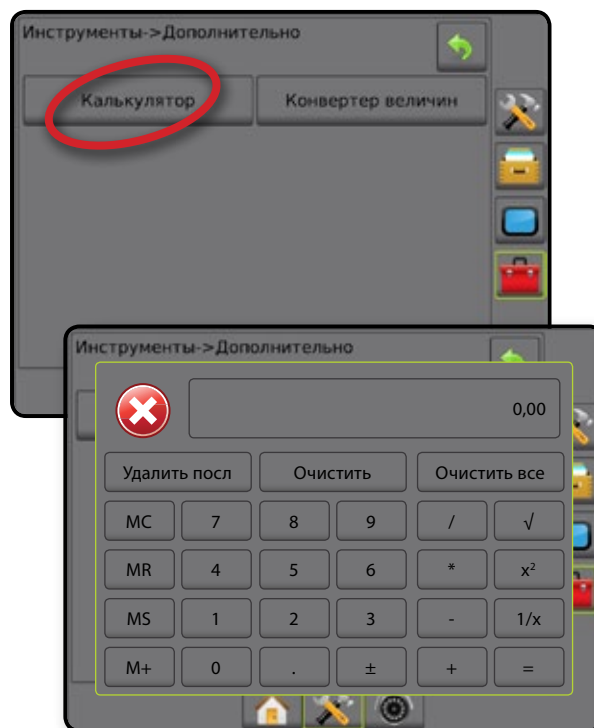 Инструменты->Дополнительно
Калькулятор Конвертер величин
Инструменты->Дополнительно
0,00
Удалить посл Очистить Очистить все
MC 7 8 9 / √
MR 4 5 6 * x²
MS 1 2 3 - 1/x
M+ 0 . ± + =